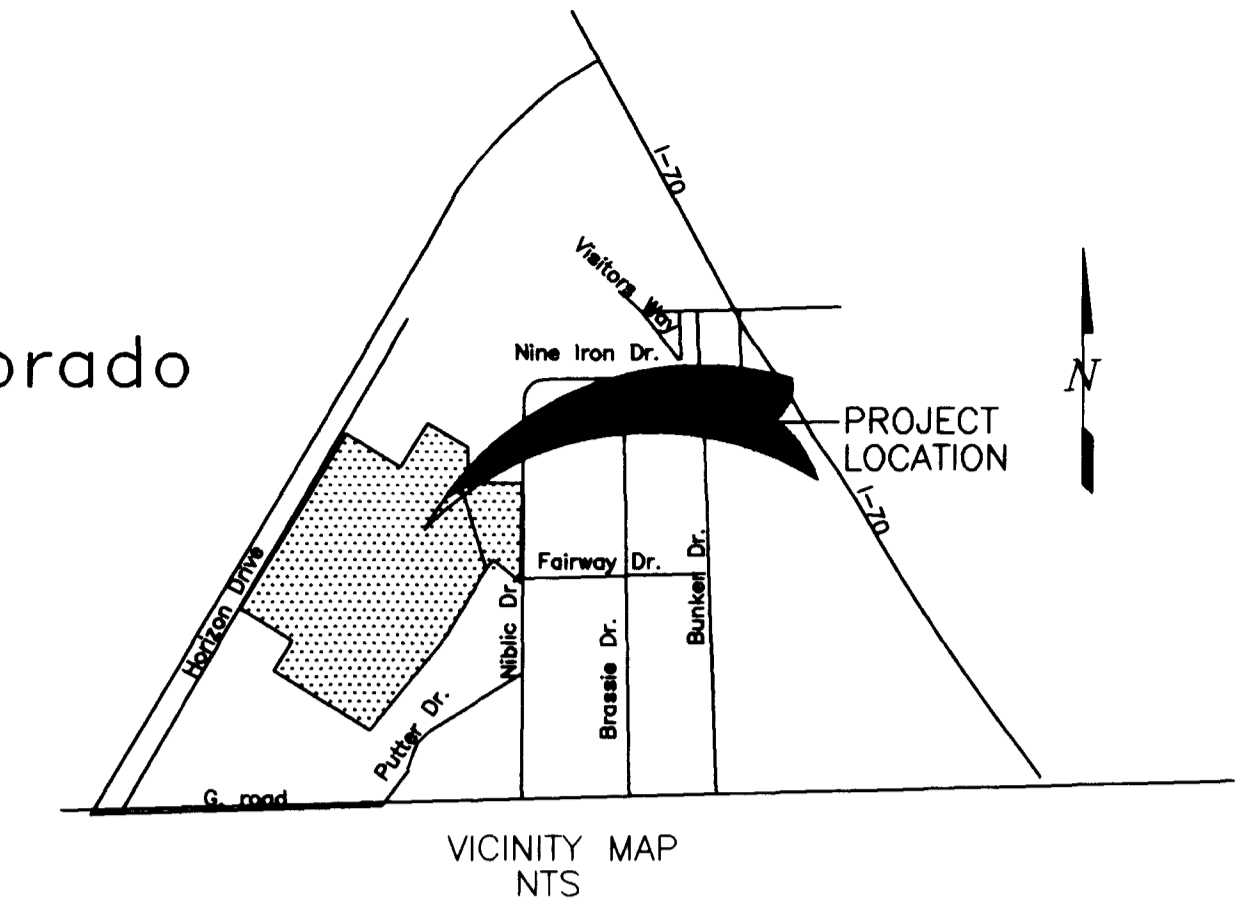 I-70
Visitors Way
orado
Nine Iron Dr.
N
PROJECT
LOCATION
I-70
Fairway Dr.
Horizon Drive
Niblic Dr
Bunker Dr.
Brassie Dr.
Putter Dr.
G. road
VICINITY MAP
NTS